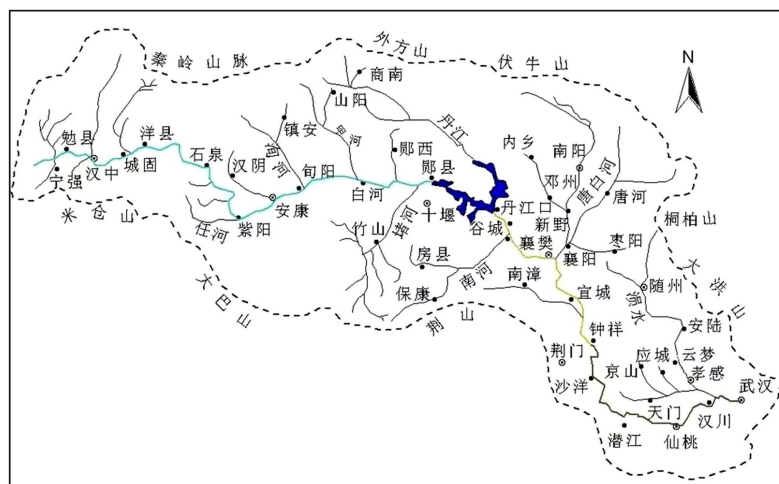 外方山
伏牛山
秦岭山脉
N
商南
山阳
丹江
镇安
甲河
洵河
郧西
内乡
南阳
勉县
洋县
石泉
汉阴
旬阳
郧县
唐白河
汉中
城固
宁强
安康
白河
十堰
丹江口
邓州
唐河
米仓山
任河
紫阳
堵河
谷城
新野
桐柏山
竹山
襄樊
襄阳
枣阳
房县
大巴山
南河
南漳
随州
大洪山
保康
宜城
涢水
荆山
钟祥
安陆
荆门
应城
云梦
京山
孝感
沙洋
武汉
天门
汉川
潜江
仙桃